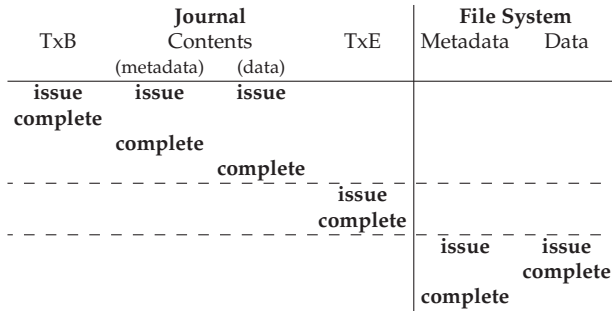 Journal File System
TxB Contents TxE Metadata Data
(metadata) (data)
issue issue issue
complete
complete
complete
issue
complete
issue issue
complete
complete